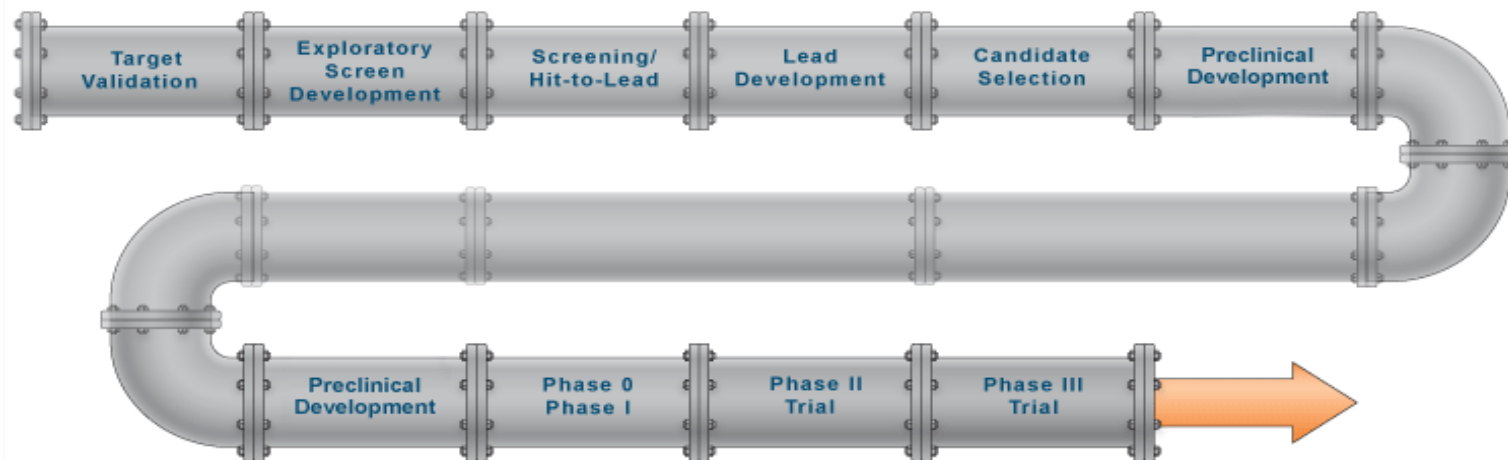 Target
Validation
Exploratory
Screen
Development
Screening/
Hit-to-Lead
Lead
Development
Candidate
Selection
Preclinical
Development
Preclinical
Development
Phase 0
Phase I
Phase II
Trial
Phase III
Trial